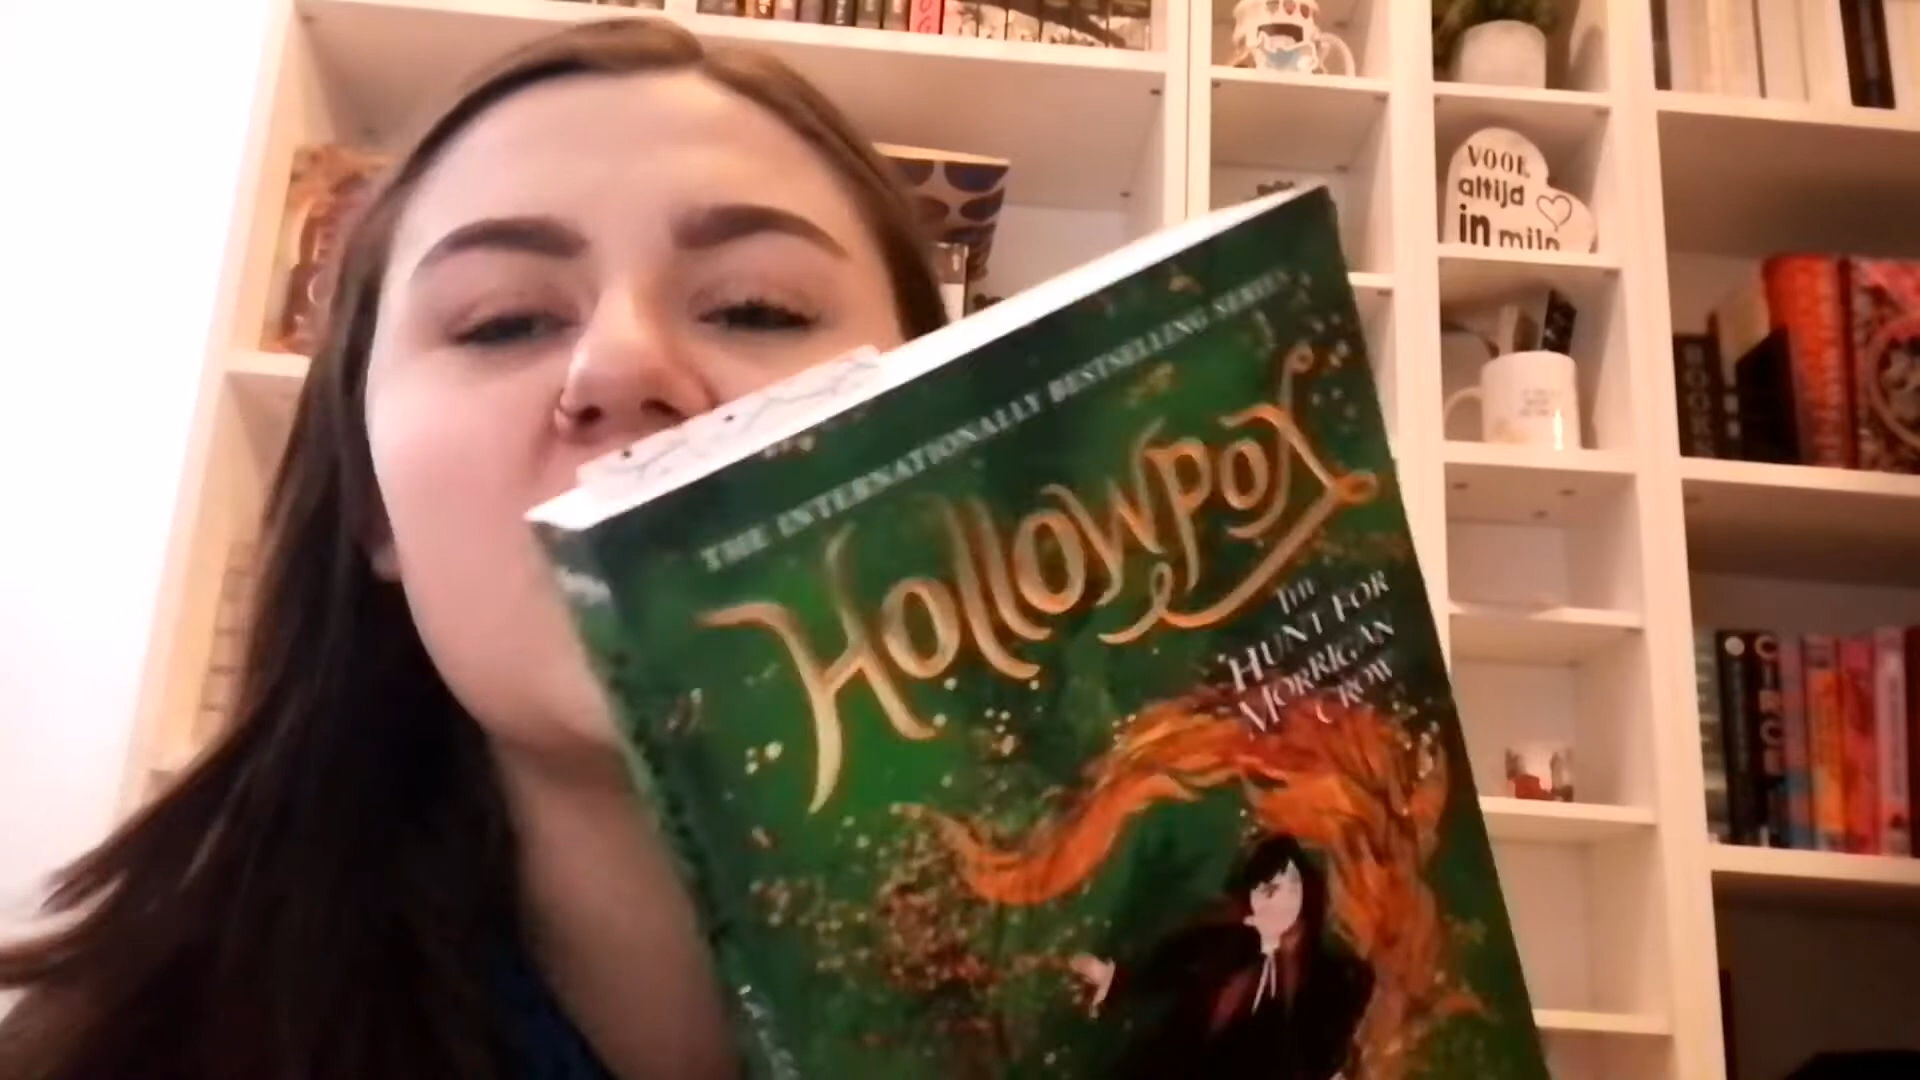 VOOR
altijd
in mijn
THE INTERNATIONALLY BESTSELLING SERIES
Hollowpox
THE
HUNT FOR
MORRIGAN
CROW